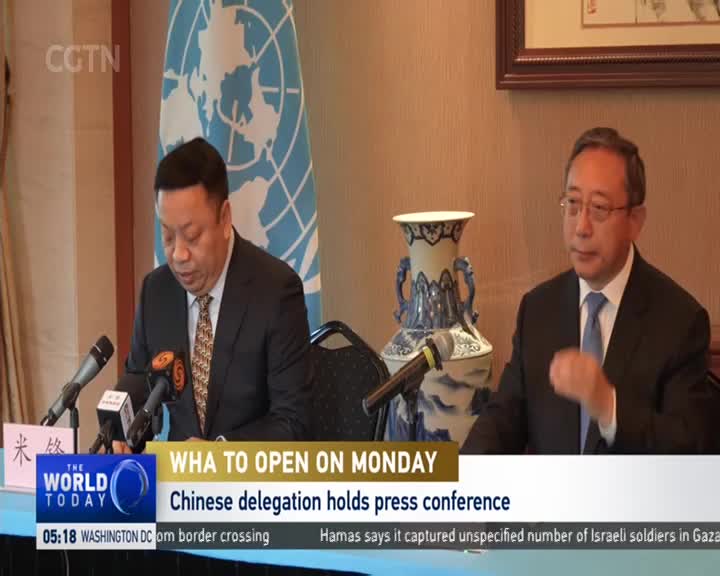 CGTN
米 锋
WHA TO OPEN ON MONDAY
THE
WORLD
TODAY
Chinese delegation holds press conference
05:18 WASHINGTON DC
om border crossing Hamas says it captured unspecified number of Israeli soldiers in Gaza